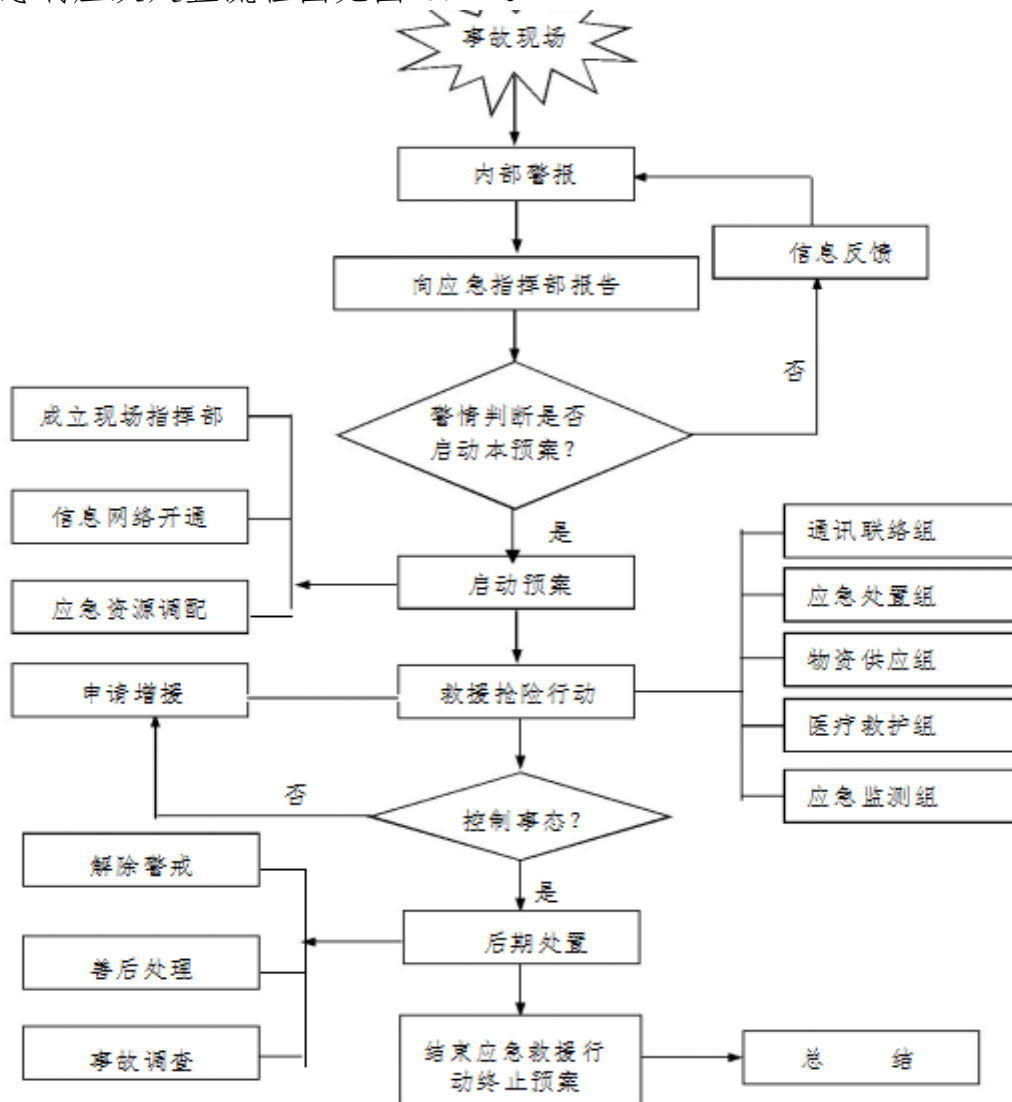 事故现场
内部警报
信息反馈
向应急指挥部报告
否
警情判断是否
启动本预案？
成立现场指挥部
信息网络开通
应急资源调配
是
启动预案
通讯联络组
应急处置组
物资供应组
医疗救护组
应急监测组
申请增援
救援抢险行动
否
控制事态？
是
解除警戒
善后处理
事故调查
后期处置
结束应急救援行
动终止预案
总 结